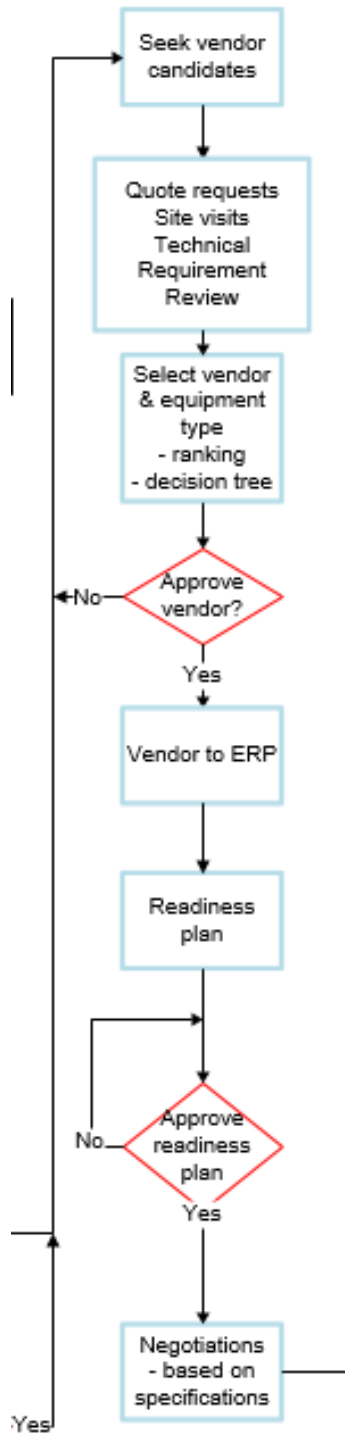 Seek vendor
candidates
Quote requests
Site visits
Technical
Requirement
Review
Select vendor
& equipment
type
- ranking
- decision tree
Approve
vendor?
No
Yes
Vendor to ERP
Readiness
plan
Approve
readiness
plan
No
Yes
Negotiations
- based on
specifications
Yes